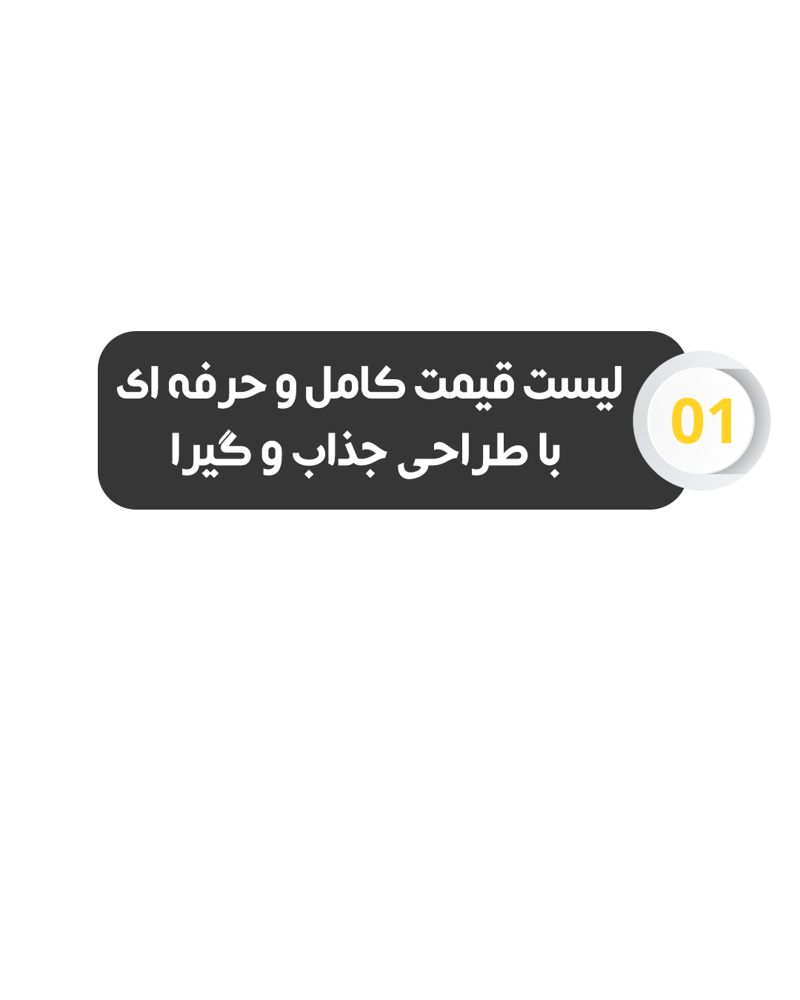 01
لیست قیمت کامل و حرفه ای
با طراحی جذاب و گیرا